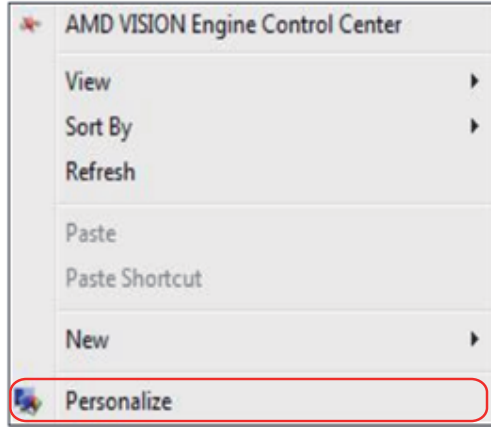 AMD VISION Engine Control Center
View
Sort By
Refresh
Paste
Paste Shortcut
New
Personalize